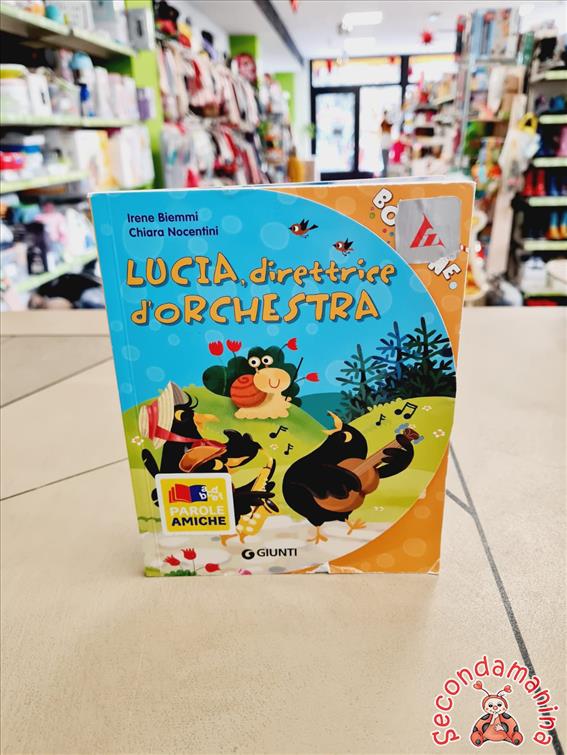 Irene Biemmi
Chiara Nocentini
LUCIA, direttrice
d'ORCHESTRA
PAROLE
AMICHE
GIUNTI
Secondamanina